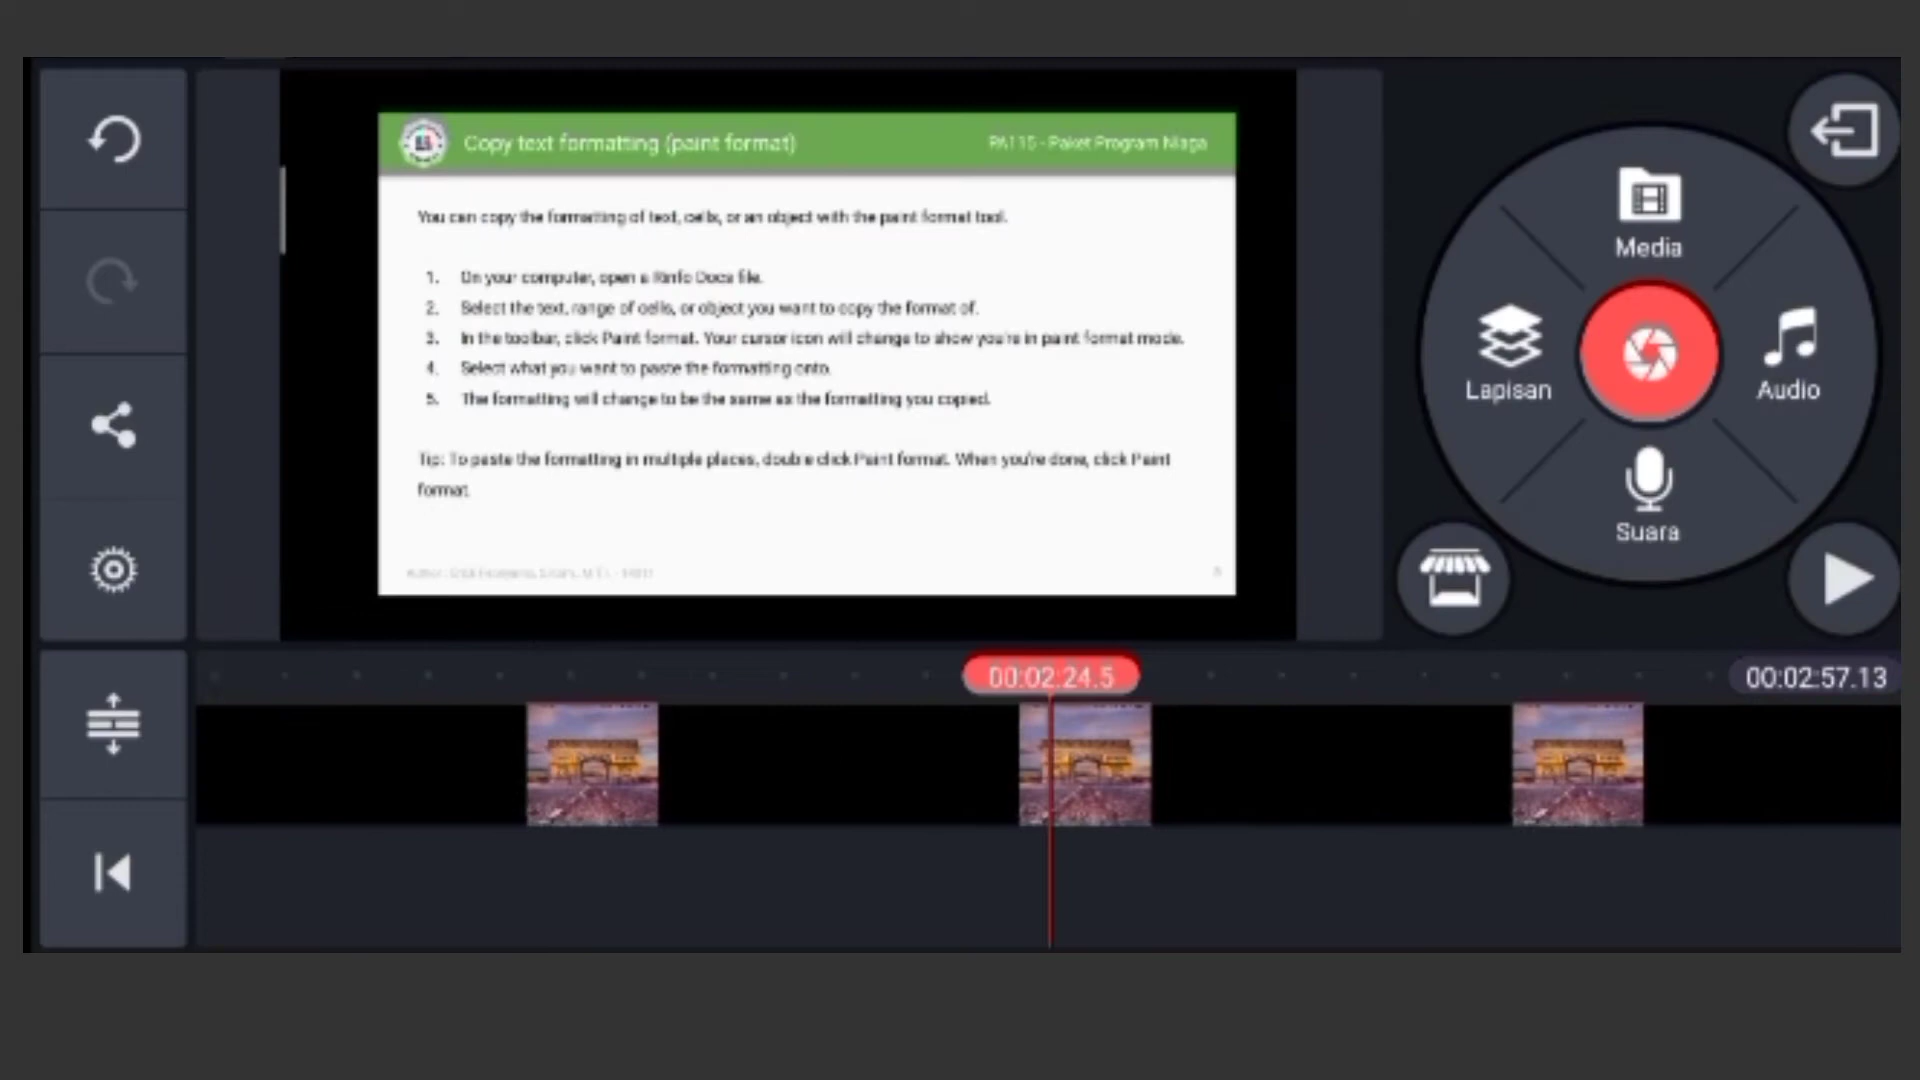 Copy text formatting (paint format)
PA115 - Paket Program Niaga
You can copy the formatting of text, cells, or an object with the paint format tool.
1. On your computer, open a Rinfo Docs file.
2. Select the text, range of cells, or object you want to copy the format of.
3. In the toolbar, click Paint format. Your cursor icon will change to show you're in paint format mode.
4. Select what you want to paste the formatting onto.
5. The formatting will change to be the same as the formatting you copied.
Tip: To paste the formatting in multiple places, double click Paint format. When you're done, click Paint
format.
Media
Lapisan
Audio
Suara
00:02:24.5
00:02:57.13